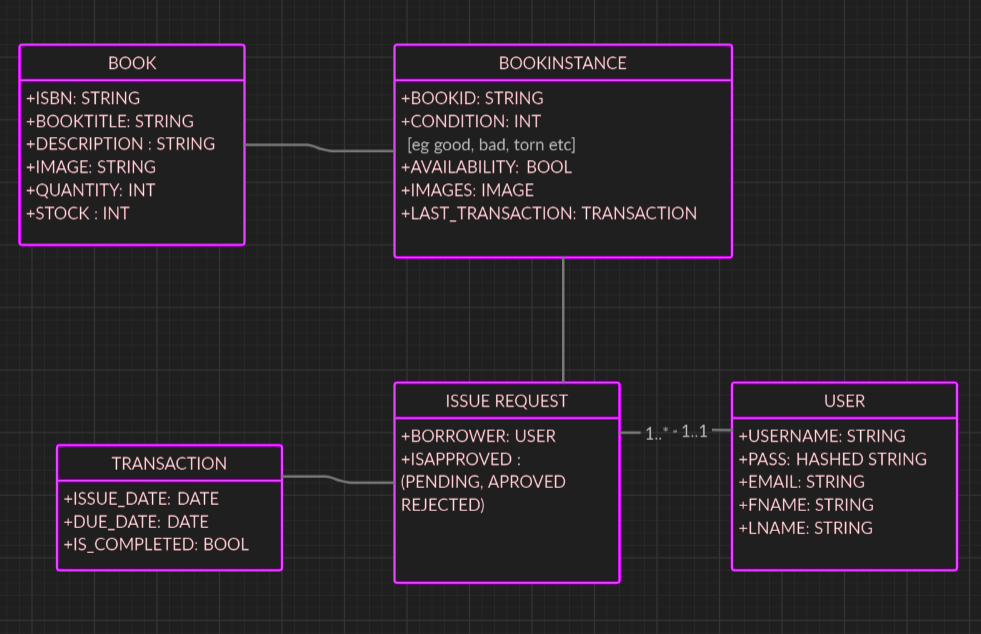 BOOK
+ISBN: STRING
+BOOKTITLE: STRING
+DESCRIPTION : STRING
+IMAGE: STRING
+QUANTITY: INT
+STOCK : INT
BOOKINSTANCE
+BOOKID: STRING
+CONDITION: INT
[eg good, bad, torn etc]
+AVAILABILITY: BOOL
+IMAGES: IMAGE
+LAST_TRANSACTION: TRANSACTION
TRANSACTION
+ISSUE_DATE: DATE
+DUE_DATE: DATE
+IS_COMPLETED: BOOL
ISSUE REQUEST
+BORROWER: USER
+ISAPPROVED :
(PENDING, APROVED
REJECTED)
1..* - 1..1
USER
+USERNAME: STRING
+PASS: HASHED STRING
+EMAIL: STRING
+FNAME: STRING
+LNAME: STRING